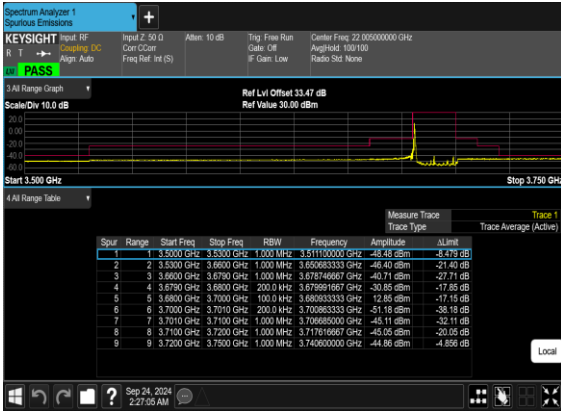 Spectrum Analyzer 1
Spurious Emissions
+
KEYSIGHT Input: RF Input Z: 50 Ω Atten: 10 dB Trig: Free Run Center Freq: 22.005000000 GHz
R T Coupling: DC Corr CCorr Gate: Off Avg|Hold: 100/100
Align: Auto Freq Ref: Int (S) IF Gain: Low Radio Std: None
LW PASS
3 All Range Graph
Ref Lvl Offset 33.47 dB
Scale/Div 10.0 dB Ref Value 30.00 dBm
20.0
0.00
-20.0
-40.0
-60.0
Start 3.500 GHz Stop 3.750 GHz
4 All Range Table
Measure Trace Trace 1
Trace Type Trace Average (Active)
Spur Range Start Freq Stop Freq RBW Frequency Amplitude ΔLimit
1 1 3.5000 GHz 3.5300 GHz 1.000 MHz 3.511100000 GHz -48.48 dBm -8.479 dB
2 2 3.5300 GHz 3.6600 GHz 1.000 MHz 3.650683333 GHz -46.40 dBm -21.40 dB
3 3 3.6600 GHz 3.6790 GHz 1.000 MHz 3.678746667 GHz -40.71 dBm -27.71 dB
4 4 3.6790 GHz 3.6800 GHz 200.0 kHz 3.679991667 GHz -30.85 dBm -17.85 dB
5 5 3.6800 GHz 3.7000 GHz 100.0 kHz 3.680933333 GHz 12.85 dBm -17.15 dB
6 6 3.7000 GHz 3.7010 GHz 200.0 kHz 3.700863333 GHz -51.18 dBm -38.18 dB
7 7 3.7010 GHz 3.7100 GHz 1.000 MHz 3.706685000 GHz -45.11 dBm -32.11 dB
8 8 3.7100 GHz 3.7200 GHz 1.000 MHz 3.717616667 GHz -45.05 dBm -20.05 dB
9 9 3.7200 GHz 3.7500 GHz 1.000 MHz 3.740600000 GHz -44.86 dBm -4.856 dB
Local
? Sep 24, 2024
2:27:05 AM